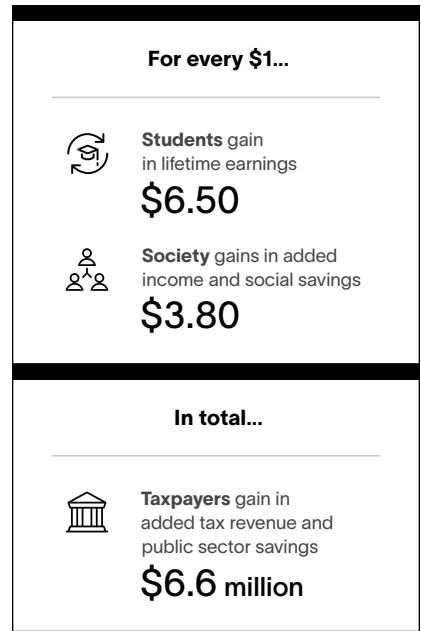 For every $1...
Students gain
in lifetime earnings
$6.50
Society gains in added
income and social savings
$3.80
In total...
Taxpayers gain in
added tax revenue and
public sector savings
$6.6 million